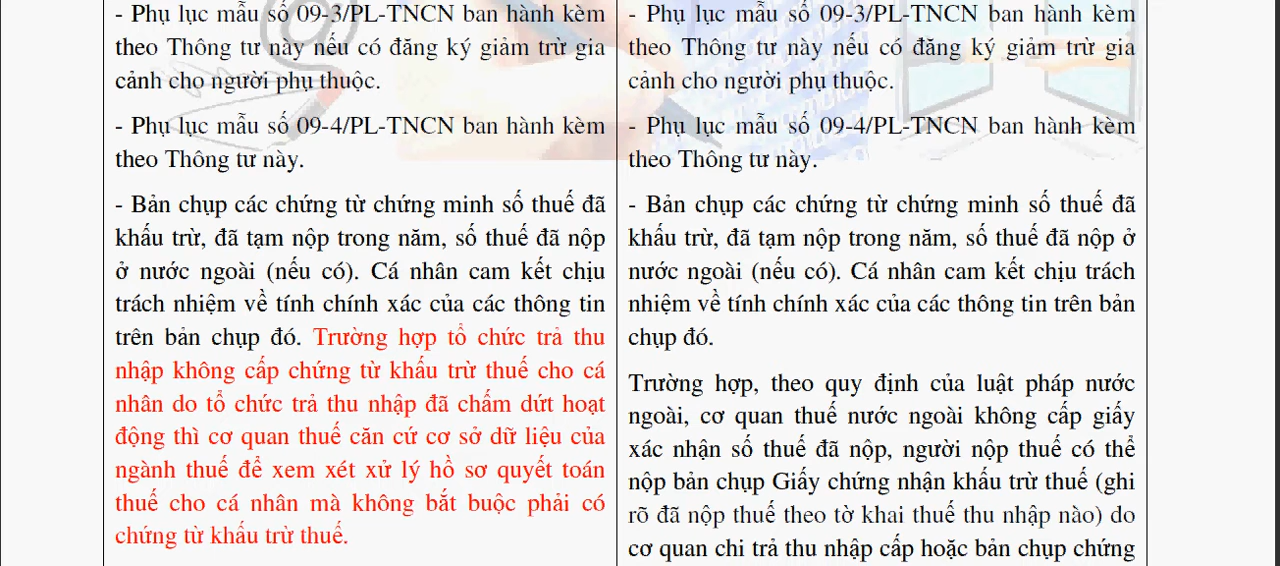 - Phụ lục mẫu số 09-3/PL-TNCN ban hành kèm
theo Thông tư này nếu có đăng ký giảm trừ gia
cảnh cho người phụ thuộc.
- Phụ lục mẫu số 09-4/PL-TNCN ban hành kèm
theo Thông tư này.
- Bản chụp các chứng từ chứng minh số thuế đã
khấu trừ, đã tạm nộp trong năm, số thuế đã nộp
ở nước ngoài (nếu có). Cá nhân cam kết chịu
trách nhiệm về tính chính xác của các thông tin
trên bản chụp đó. Trường hợp tổ chức trả thu
nhập không cấp chứng từ khấu trừ thuế cho cá
nhân do tổ chức trả thu nhập đã chấm dứt hoạt
động thì cơ quan thuế căn cứ cơ sở dữ liệu của
ngành thuế để xem xét xử lý hồ sơ quyết toán
thuế cho cá nhân mà không bắt buộc phải có
chứng từ khấu trừ thuế.
- Phụ lục mẫu số 09-3/PL-TNCN ban hành kèm
theo Thông tư này nếu có đăng ký giảm trừ gia
cảnh cho người phụ thuộc.
- Phụ lục mẫu số 09-4/PL-TNCN ban hành kèm
theo Thông tư này.
- Bản chụp các chứng từ chứng minh số thuế đã
khấu trừ, đã tạm nộp trong năm, số thuế đã nộp ở
nước ngoài (nếu có). Cá nhân cam kết chịu trách
nhiệm về tính chính xác của các thông tin trên bản
chụp đó.
Trường hợp, theo quy định của luật pháp nước
ngoài, cơ quan thuế nước ngoài không cấp giấy
xác nhận số thuế đã nộp, người nộp thuế có thể
nộp bản chụp Giấy chứng nhận khấu trừ thuế (ghi
rõ đã nộp thuế theo tờ khai thuế thu nhập nào) do
cơ quan chi trả thu nhập cấp hoặc bản chụp chứng